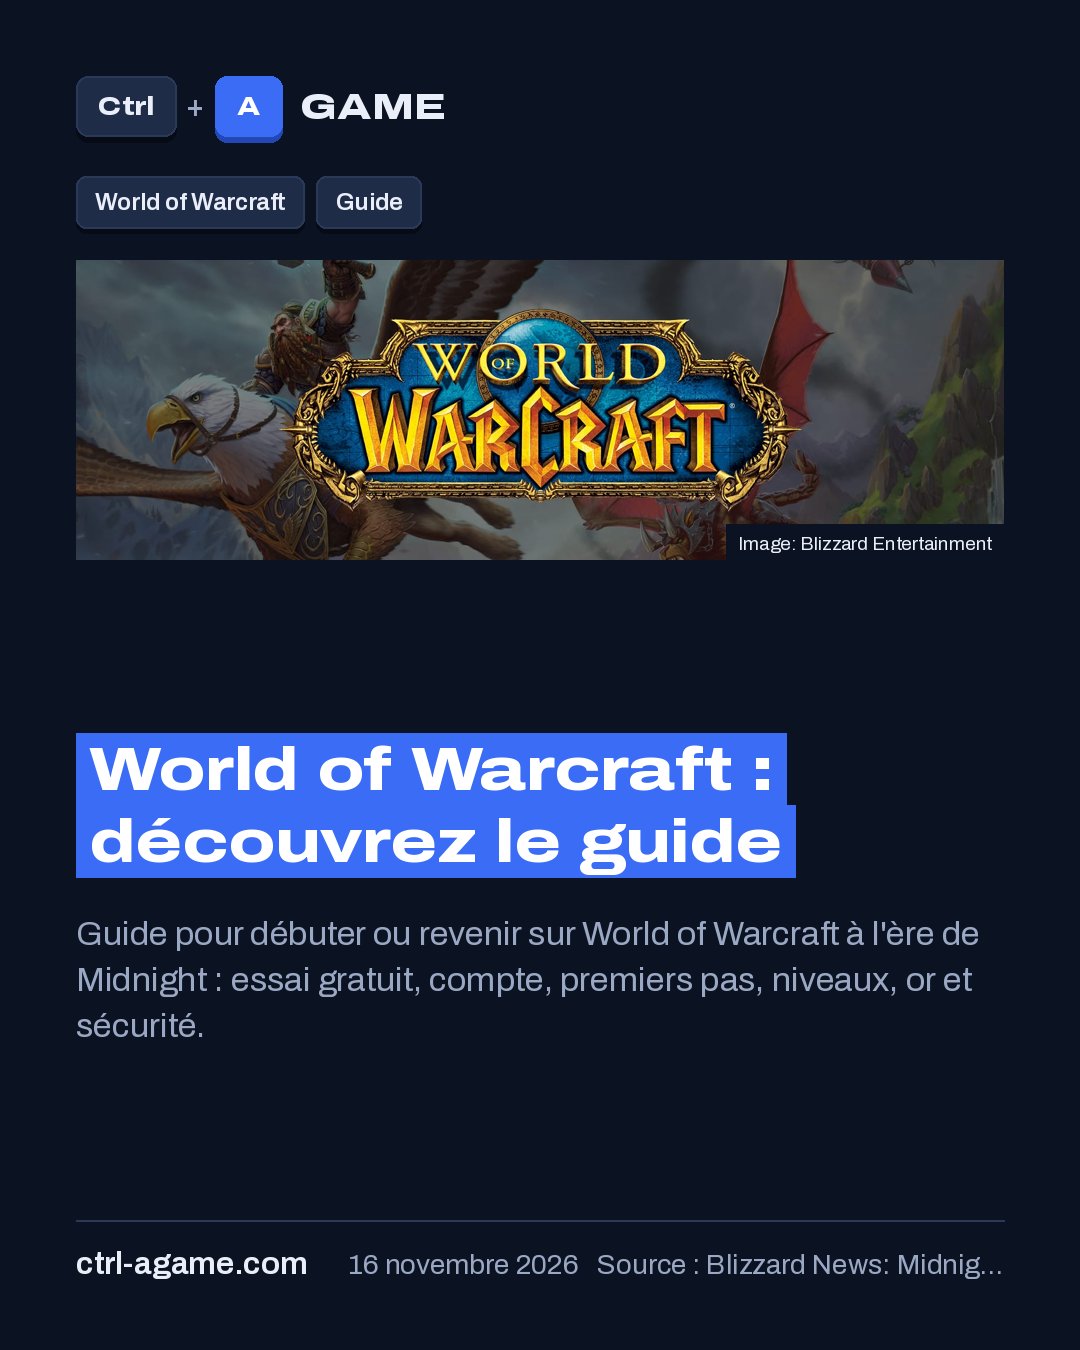 Ctrl + A GAME
World of Warcraft Guide
WORLD OF
WARCRAFT
Image: Blizzard Entertainment
World of Warcraft :
découvrez le guide
Guide pour débuter ou revenir sur World of Warcraft à l'ère de
Midnight : essai gratuit, compte, premiers pas, niveaux, or et
sécurité.
ctrl-agame.com 16 novembre 2026 Source : Blizzard News: Midnig...